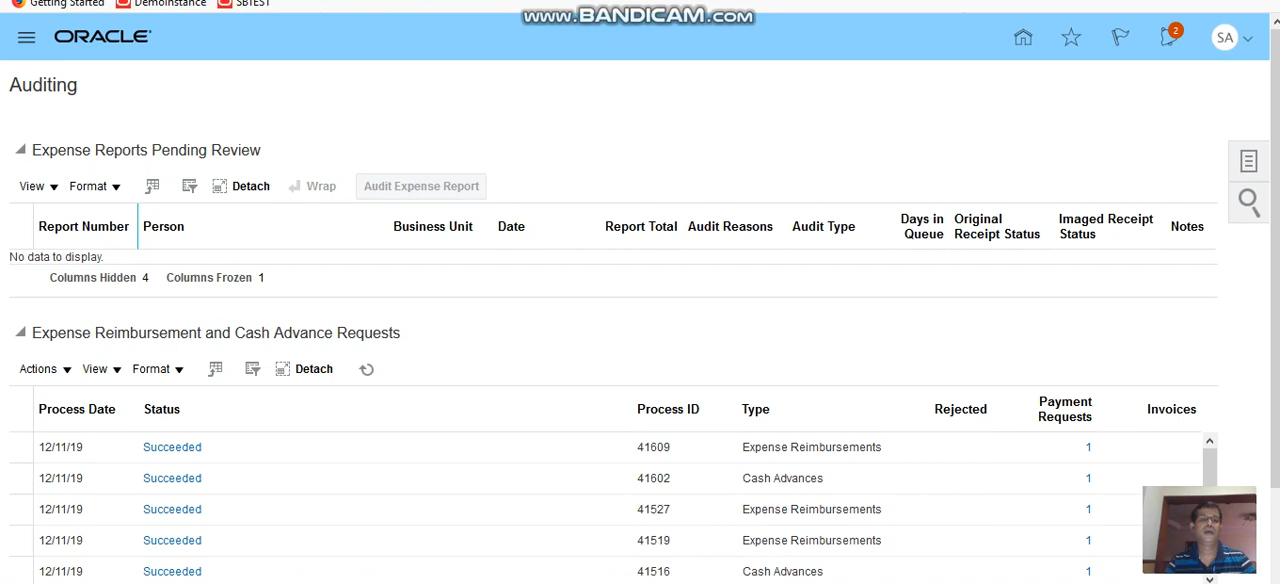 Getting Started DemoInstance SBTEST
www.BANDICAM.com
ORACLE
2
SA
Auditing
Expense Reports Pending Review
View Format Detach Wrap Audit Expense Report
Report Number Person Business Unit Date Report Total Audit Reasons Audit Type Days in Queue Original Receipt Status Imaged Receipt Status Notes
No data to display.
Columns Hidden 4 Columns Frozen 1
Expense Reimbursement and Cash Advance Requests
Actions View Format Detach
Process Date Status Process ID Type Rejected Payment Requests Invoices
12/11/19 Succeeded 41609 Expense Reimbursements 1
12/11/19 Succeeded 41602 Cash Advances 1
12/11/19 Succeeded 41527 Expense Reimbursements 1
12/11/19 Succeeded 41519 Expense Reimbursements 1
12/11/19 Succeeded 41516 Cash Advances 1